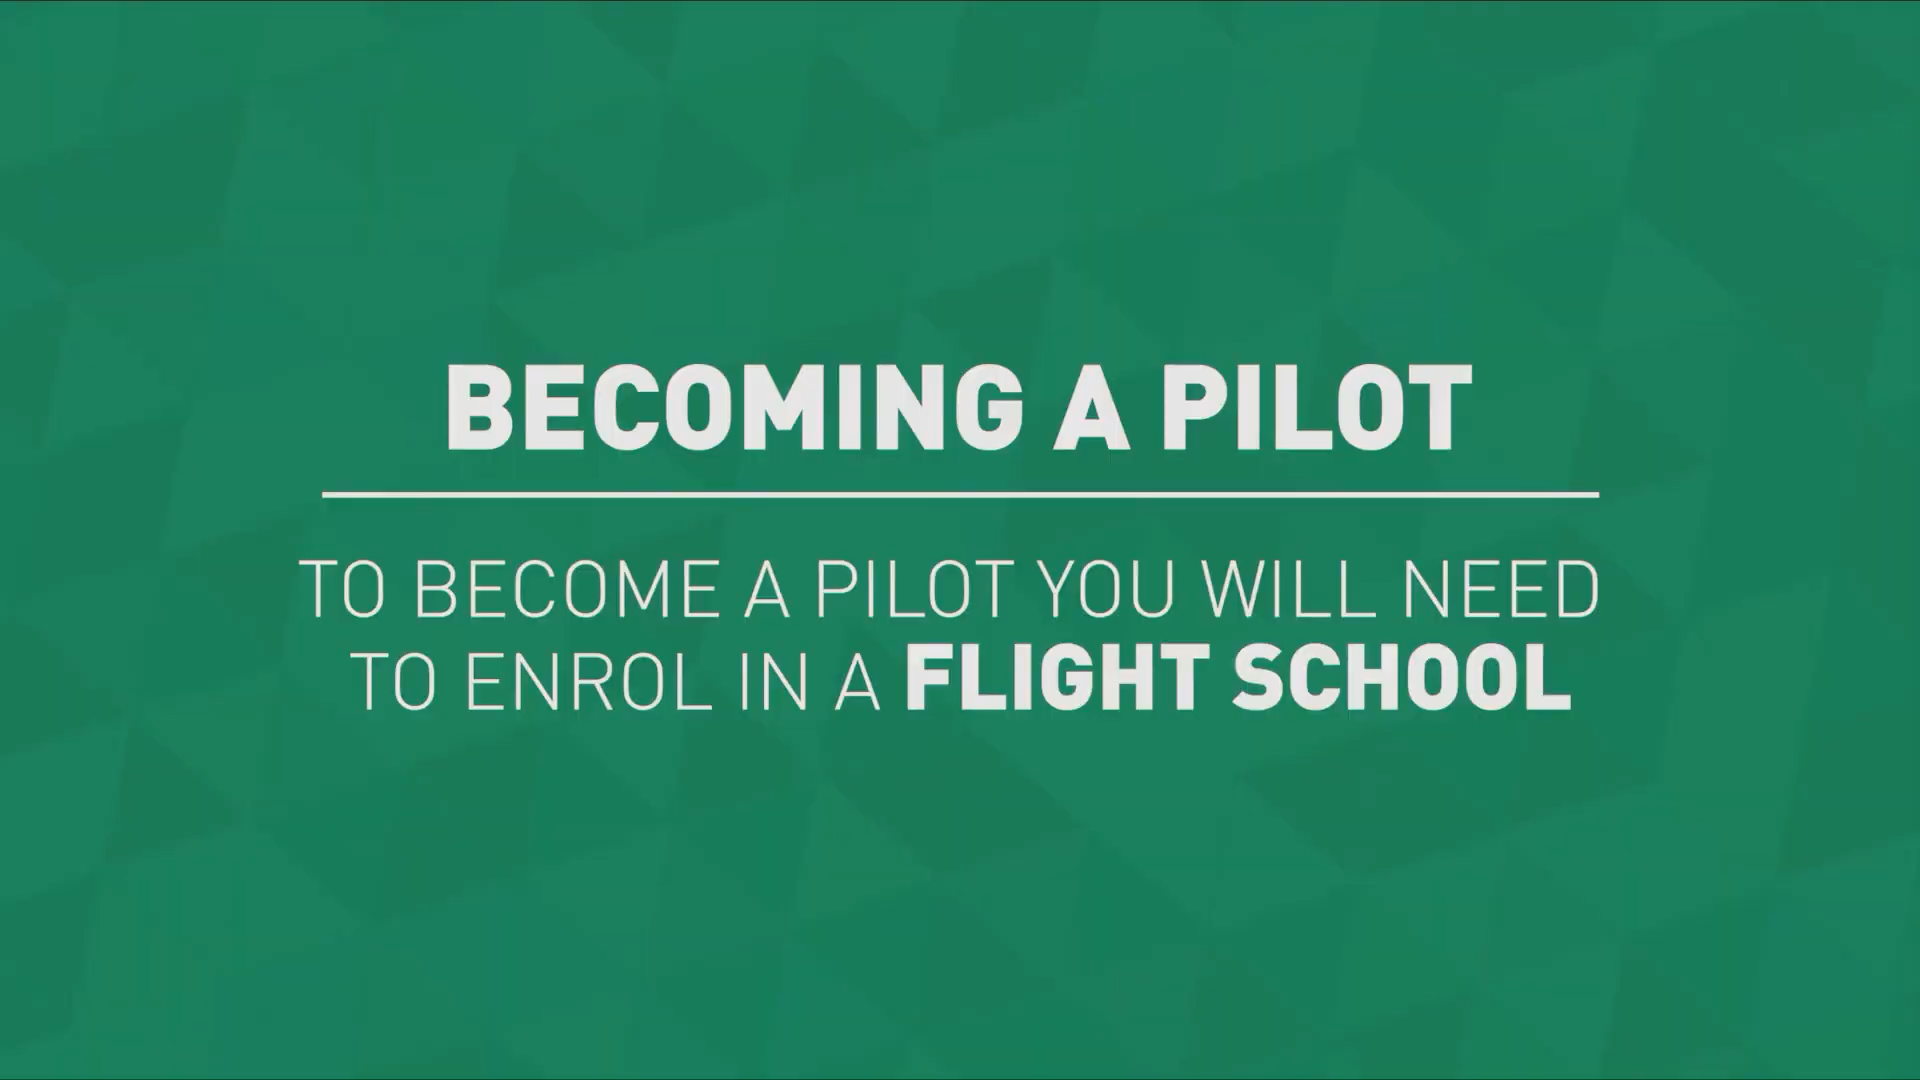 BECOMING A PILOT
TO BECOME A PILOT YOU WILL NEED
TO ENROL IN A FLIGHT SCHOOL